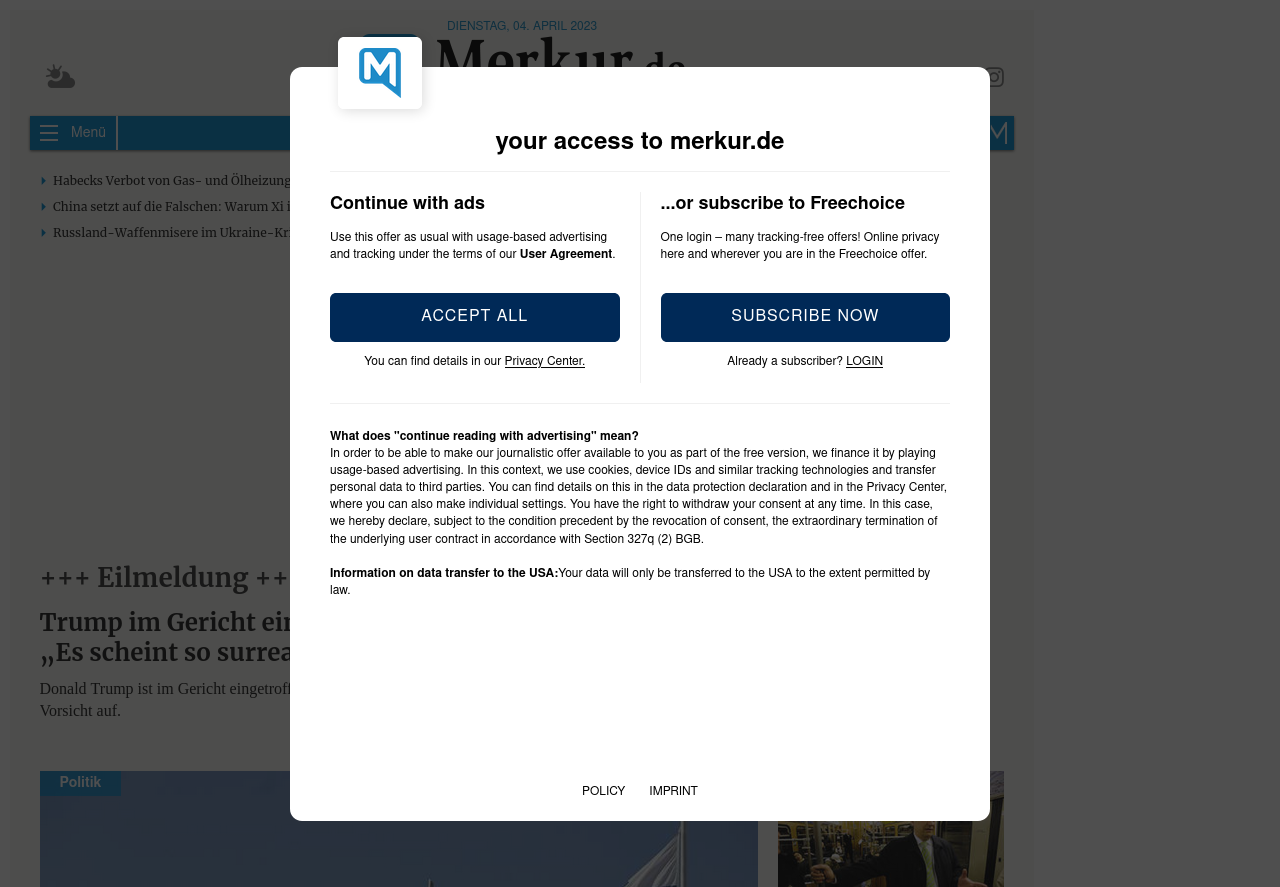 DIENSTAG, 04. APRIL 2023
Merkur.de
Menü
Habecks Verbot von Gas- und Ölheizung
China setzt auf die Falschen: Warum Xi
Russland-Waffenmisere im
your access to merkur.de
Continue with ads
Use this offer as usual with usage-based advertising
and tracking under the terms of our User Agreement.
ACCEPT ALL
You can find details in our Privacy Center.
...or subscribe to Freechoice
One login – many tracking-free offers! Online privacy
here and wherever you are in the Freechoice offer.
SUBSCRIBE NOW
Already a subscriber? LOGIN
What does "continue reading with advertising" mean?
In order to be able to make our journalistic offer available to you as part of the free version, we finance it by playing
usage-based advertising. In this context, we use cookies, device IDs and similar tracking technologies and transfer
personal data to third parties. You can find details on this in the data protection declaration and in the Privacy Center,
where you can also make individual settings. You have the right to withdraw your consent at any time. In this case,
we hereby declare, subject to the condition precedent by the revocation of consent, the extraordinary termination of
the underlying user contract in accordance with Section 327q (2) BGB.
Information on data transfer to the USA:Your data will only be transferred to the USA to the extent permitted by
law.
+++ Eilmeldung ++
Trump im Gericht
„Es scheint so
Donald Trump ist im Gericht
Vorsicht auf.
Politik
POLICY IMPRINT